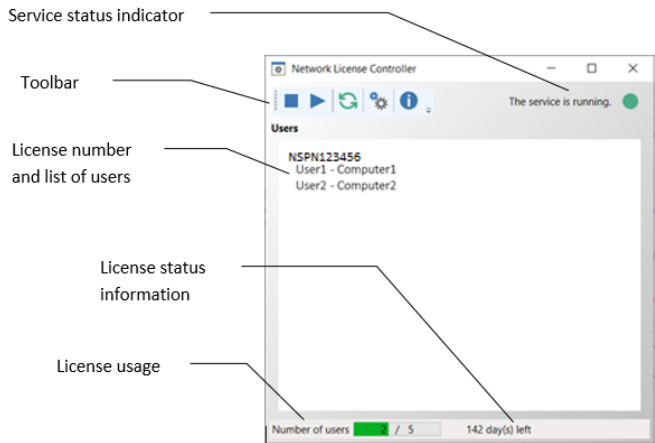 Service status indicator
Network License Controller
Toolbar
The service is running.
Users
License number
and list of users
NSPN123456
User1 - Computer1
User2 - Computer2
License status
information
License usage
Number of users 2 / 5 142 day(s) left